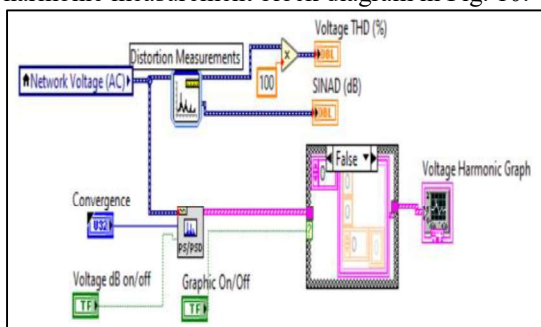 harmonic measurement block diagram in Fig. 10.
Voltage THD (%)
Distortion Measurements
DBL
Network Voltage (AC)
100
SINAD (dB)
DBL
False
Voltage Harmonic Graph
Convergence
U32
PS/PSD
Voltage dB on/off
Graphic On/Off
TF
TF